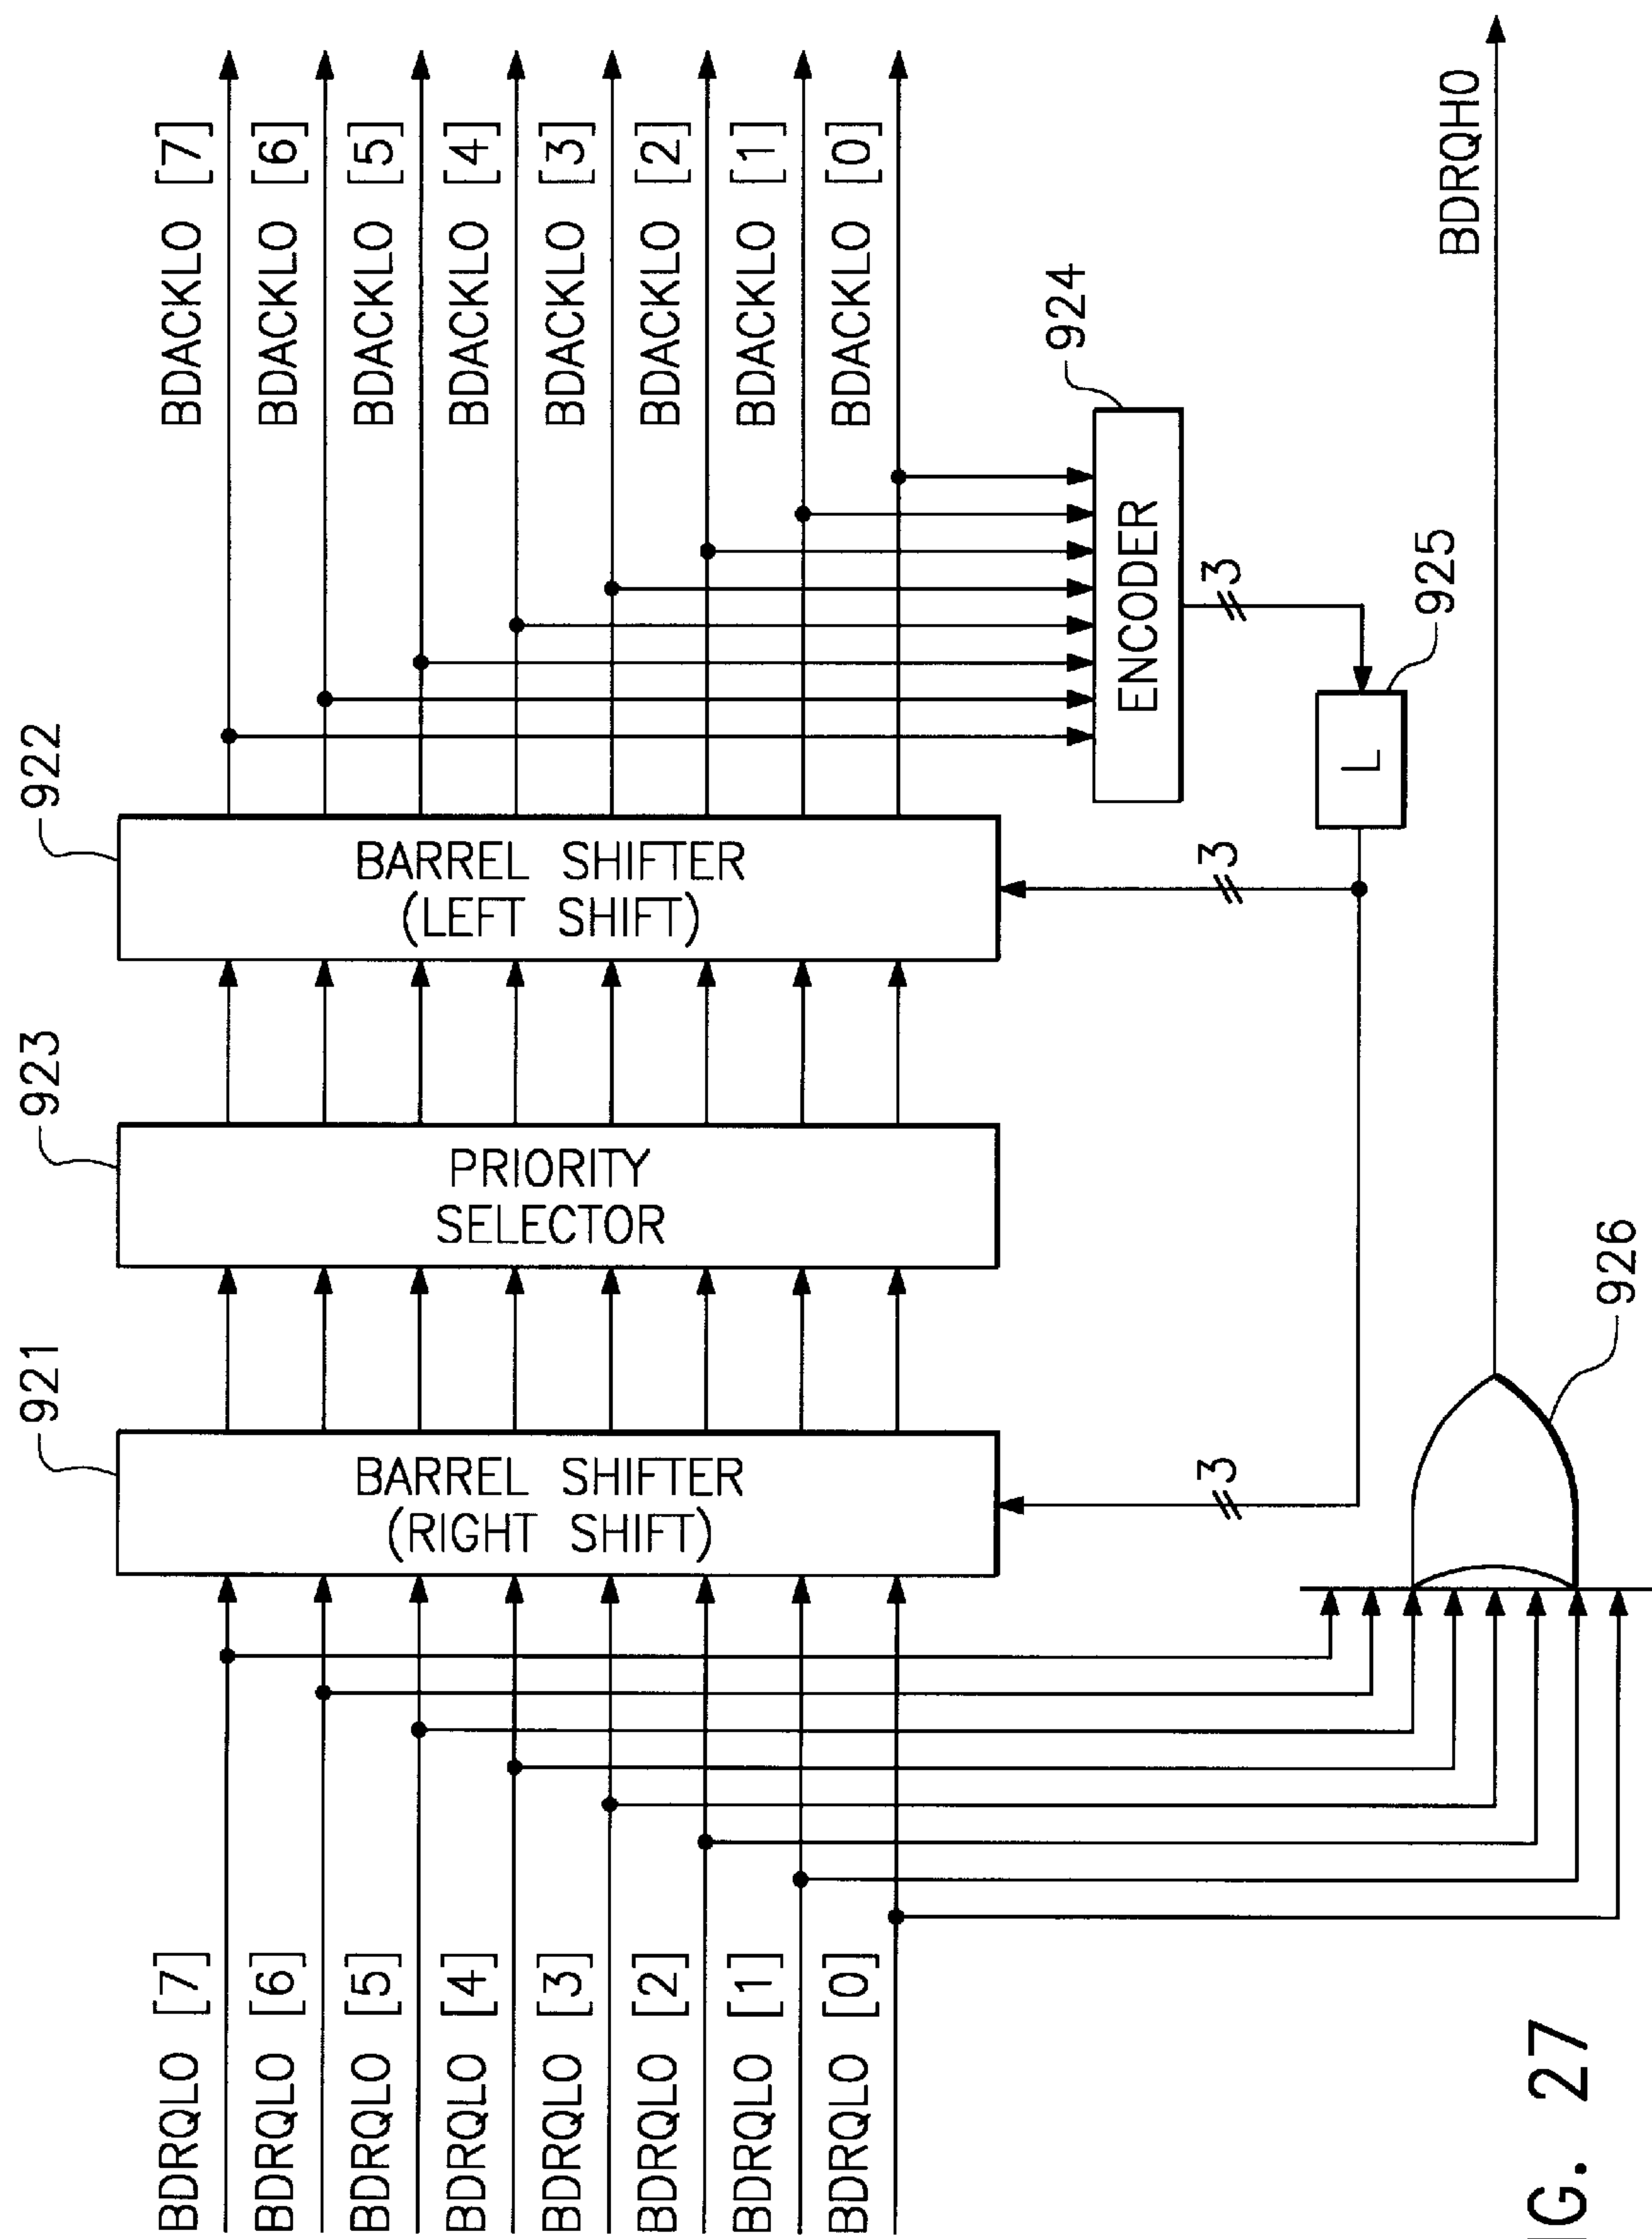 BDRQLO [7]
BDRQLO [6]
BDRQLO [5]
BDRQLO [4]
BDRQLO [3]
BDRQLO [2]
BDRQLO [1]
BDRQLO [0]
921
BARREL SHIFTER
(RIGHT SHIFT)
3
923
PRIORITY
SELECTOR
922
BARREL SHIFTER
(LEFT SHIFT)
3
BDACKLO [7]
BDACKLO [6]
BDACKLO [5]
BDACKLO [4]
BDACKLO [3]
BDACKLO [2]
BDACKLO [1]
BDACKLO [0]
924
ENCODER
3
L
925
926
BDRQHO
G. 27